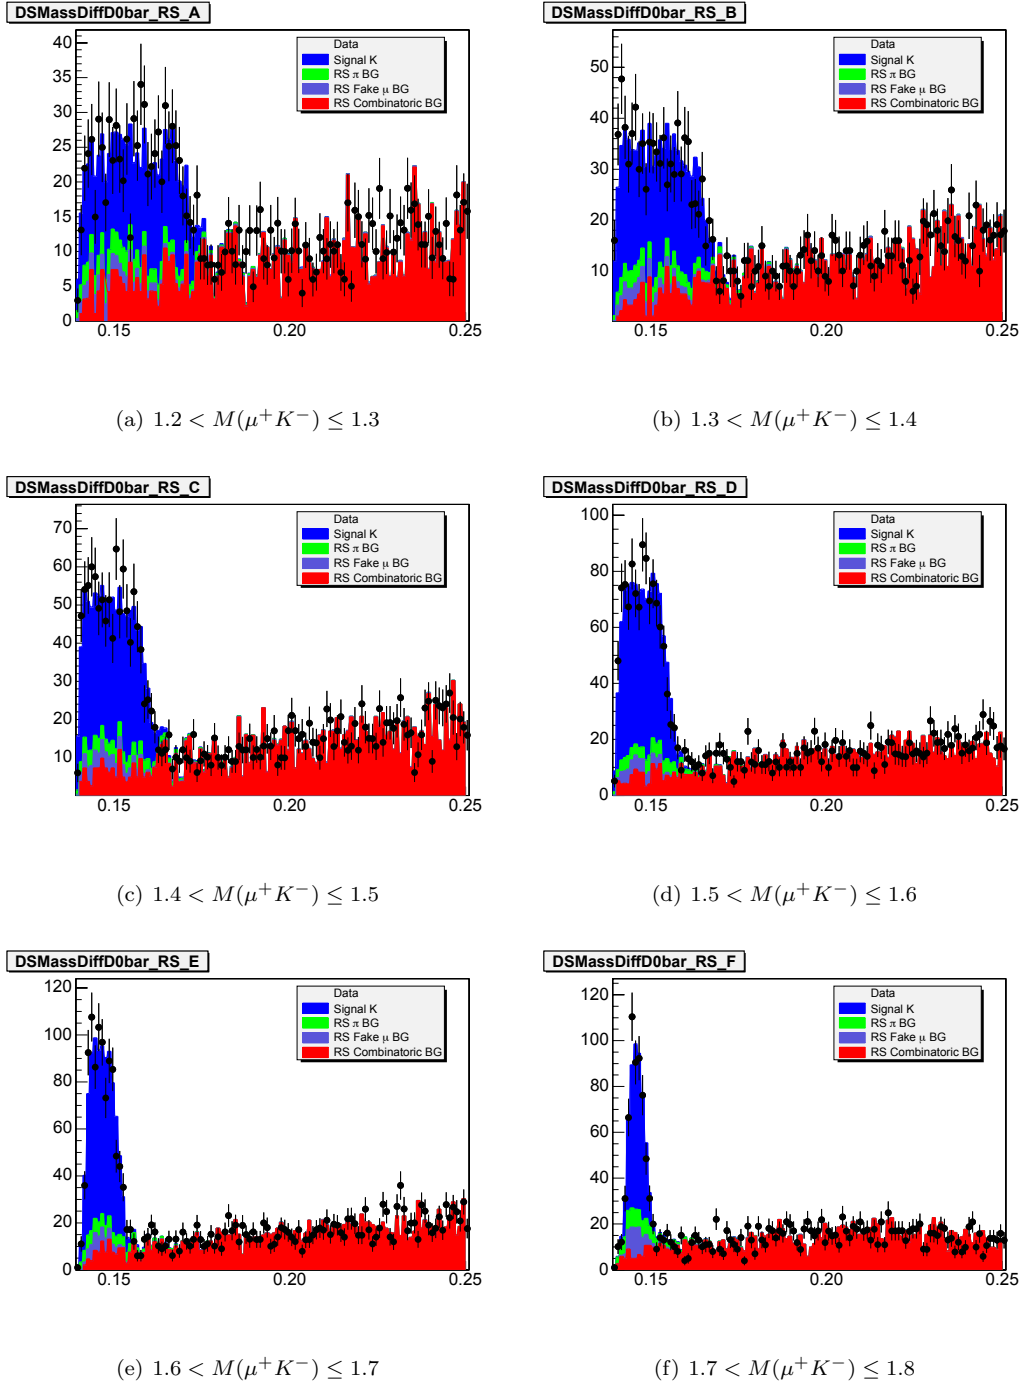 DSMassDiffD0bar_RS_A
Data
Signal K
RS π BG
RS Fake μ BG
RS Combinatoric BG
40
35
30
25
20
15
10
5
0
0.15 0.20 0.25
(a) 1.2 < M(μ⁺K⁻) ≤ 1.3
DSMassDiffD0bar_RS_B
Data
Signal K
RS π BG
RS Fake μ BG
RS Combinatoric BG
50
40
30
20
10
0.15 0.20 0.25
(b) 1.3 < M(μ⁺K⁻) ≤ 1.4
DSMassDiffD0bar_RS_C
Data
Signal K
RS π BG
RS Fake μ BG
RS Combinatoric BG
70
60
50
40
30
20
10
0.15 0.20 0.25
(c) 1.4 < M(μ⁺K⁻) ≤ 1.5
DSMassDiffD0bar_RS_D
Data
Signal K
RS π BG
RS Fake μ BG
RS Combinatoric BG
100
80
60
40
20
0
0.15 0.20 0.25
(d) 1.5 < M(μ⁺K⁻) ≤ 1.6
DSMassDiffD0bar_RS_E
Data
Signal K
RS π BG
RS Fake μ BG
RS Combinatoric BG
120
100
80
60
40
20
0
0.15 0.20 0.25
(e) 1.6 < M(μ⁺K⁻) ≤ 1.7
DSMassDiffD0bar_RS_F
Data
Signal K
RS π BG
RS Fake μ BG
RS Combinatoric BG
120
100
80
60
40
20
0
0.15 0.20 0.25
(f) 1.7 < M(μ⁺K⁻) ≤ 1.8